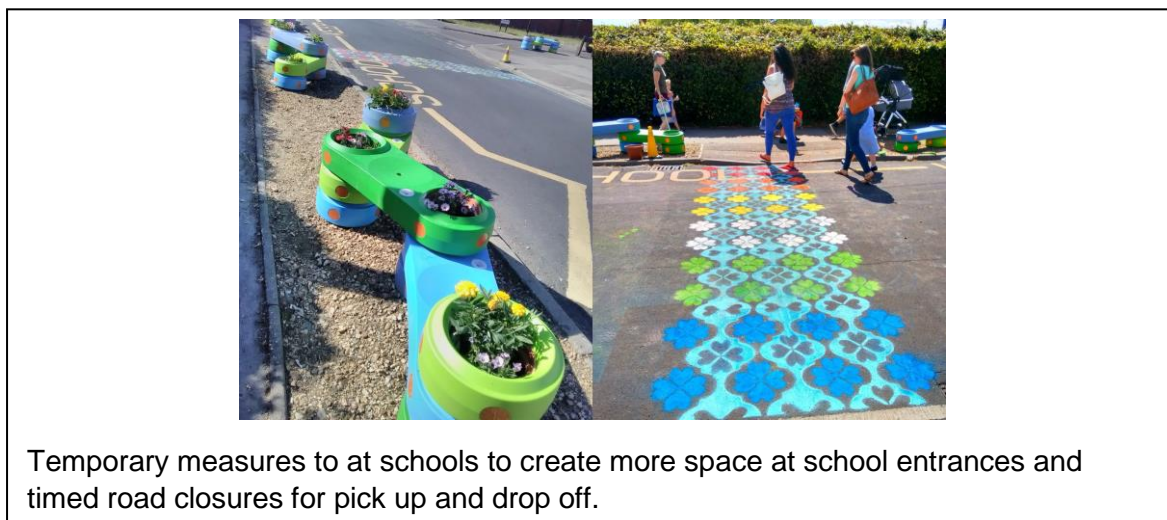 Temporary measures to at schools to create more space at school entrances and
timed road closures for pick up and drop off.